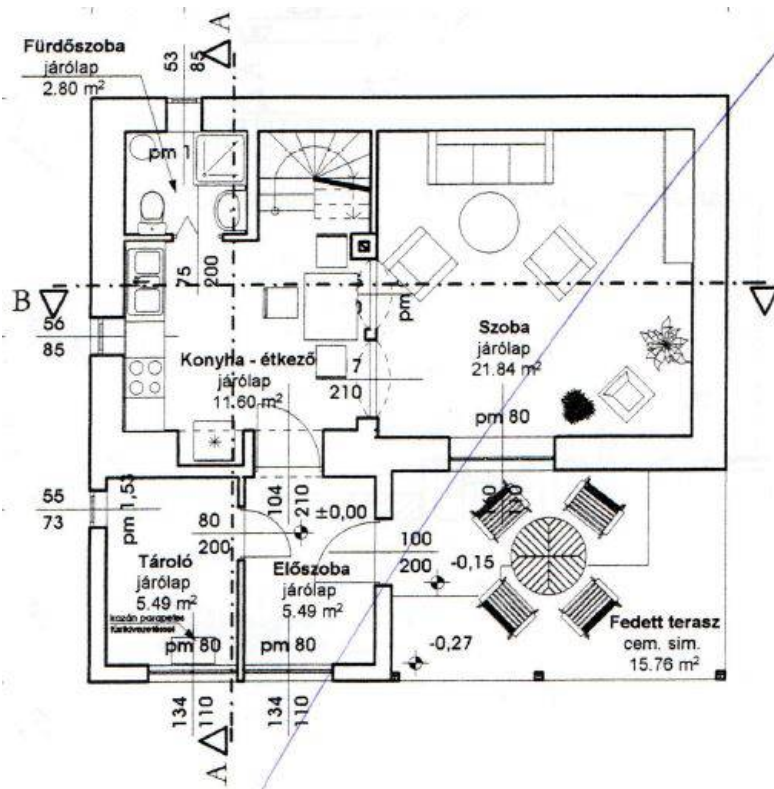 A
Fürdőszoba
járólap
2.80 m²
53
85
pm 1
75
200
B
56
85
Konyha - étkező
járólap
11.60 m²
Szoba
járólap
21.84 m²
7
210
pm 80
55
73
pm 1,53
104
210
±0,00
80
200
100
200
-0,15
Tároló
járólap
5.49 m²
kazán parapetes
Előszoba
járólap
5.49 m²
-0,27
Fedett terasz
cem. sim.
15.76 m²
pm 80
pm 80
134
110
134
110
A